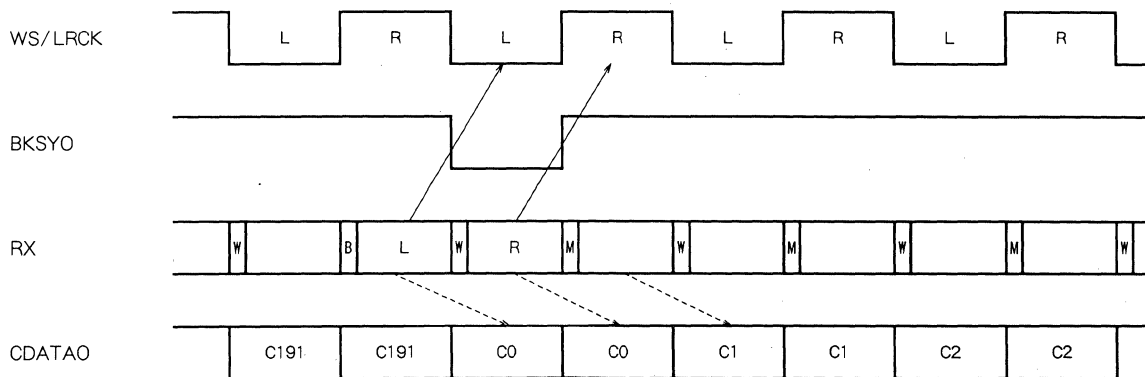 WS/LRCK L R L R L R L R
BKSYO
RX W B L W R M W M W M W
CDATAO C191 C191 C0 C0 C1 C1 C2 C2